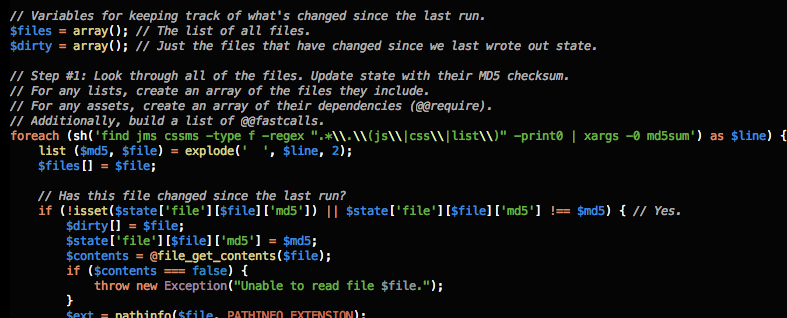 // Variables for keeping track of what's changed since the last run.
$files = array(); // The list of all files.
$dirty = array(); // Just the files that have changed since we last wrote out state.
// Step #1: Look through all of the files. Update state with their MD5 checksum.
// For any lists, create an array of the files they include.
// For any assets, create an array of their dependencies (@@require).
// Additionally, build a list of @@fastcalls.
foreach (sh('find jms cssms -type f -regex ".*\\.\\(js\\|css\\|list\\)" -print0 | xargs -0 md5sum') as $line) {
list ($md5, $file) = explode('  ', $line, 2);
$files[] = $file;
// Has this file changed since the last run?
if (!isset($state['file'][$file]['md5']) || $state['file'][$file]['md5'] !== $md5) { // Yes.
$dirty[] = $file;
$state['file'][$file]['md5'] = $md5;
$contents = @file_get_contents($file);
if ($contents === false) {
throw new Exception("Unable to read file $file.");
}
$ext = pathinfo($file, PATHINFO_EXTENSION);